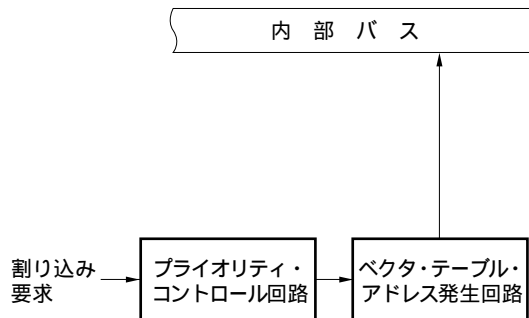 内部バス
割り込み
要求
プライオリティ・
コントロール回路
ベクタ・テーブル・
アドレス発生回路